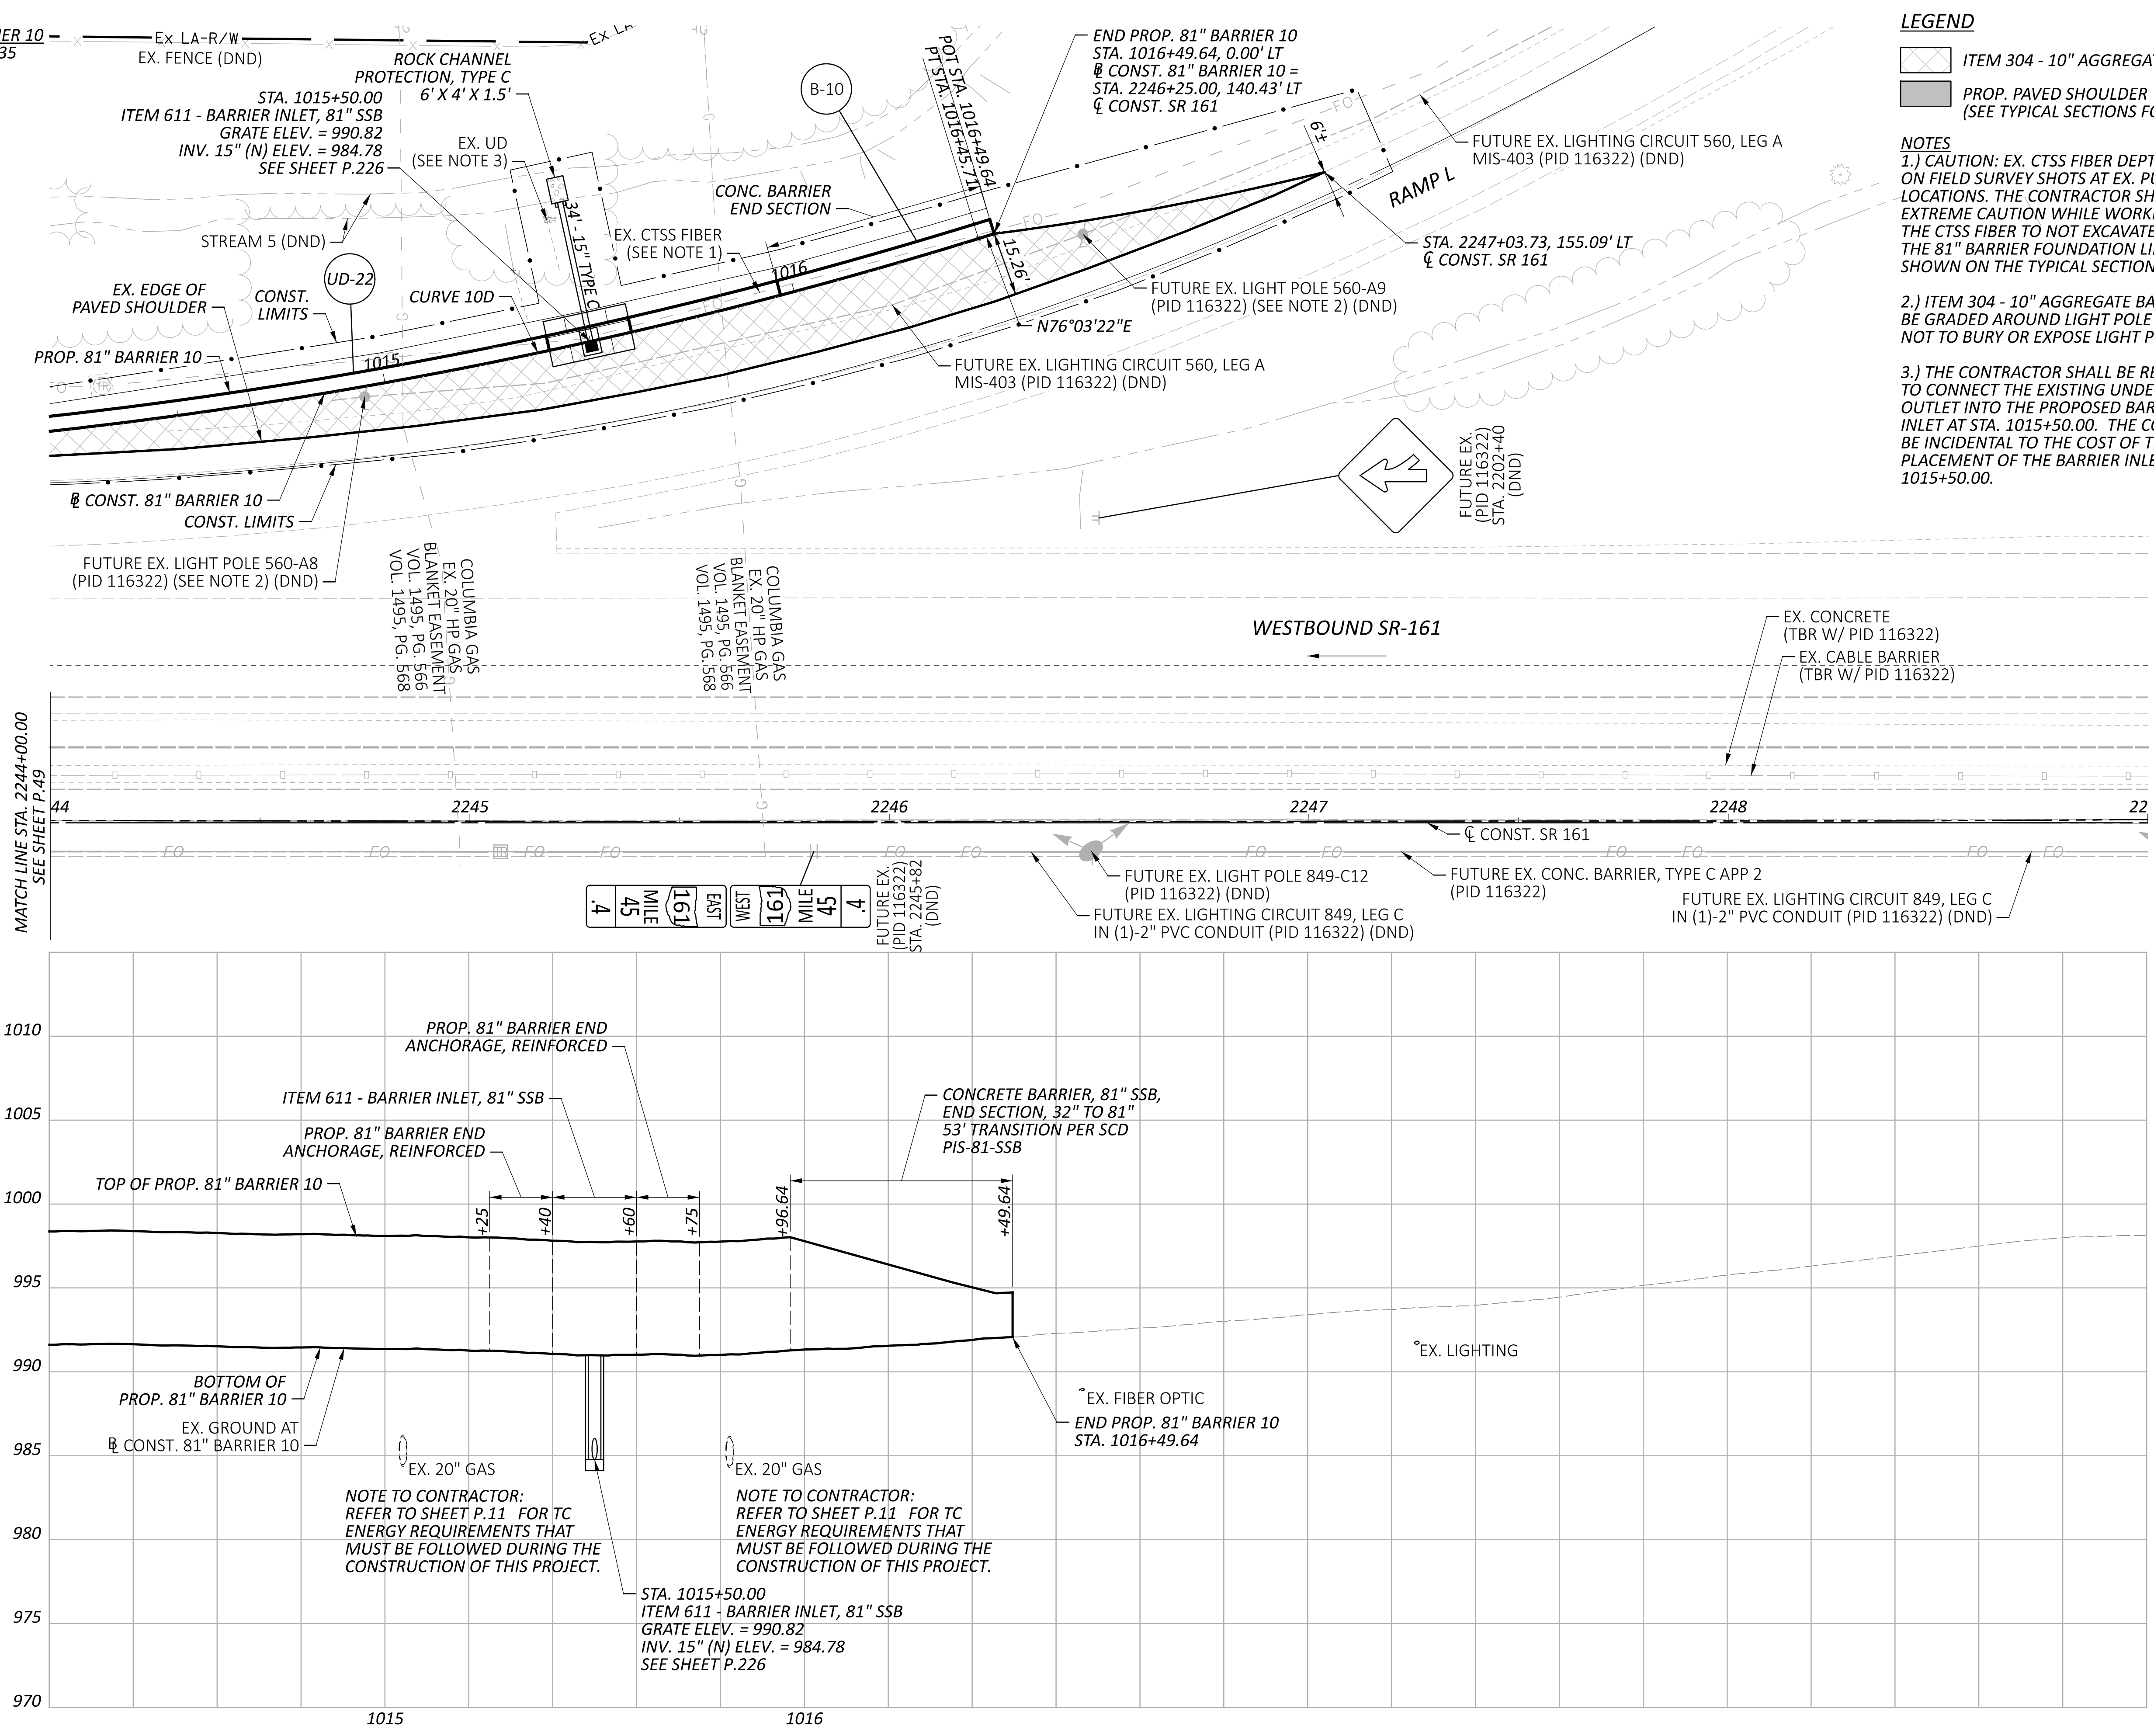 ER 10
35
Ex LA-R/W
EX. FENCE (DND)
ROCK CHANNEL
PROTECTION, TYPE C
6' X 4' X 1.5'
STA. 1015+50.00
ITEM 611 - BARRIER INLET, 81" SSB
GRATE ELEV. = 990.82
INV. 15" (N) ELEV. = 984.78
SEE SHEET P.226
EX. UD
(SEE NOTE 3)
STREAM 5 (DND)
UD-22
EX. EDGE OF
PAVED SHOULDER
CONST.
LIMITS
CURVE 10D
PROP. 81" BARRIER 10
1015
34' - 15" TYPE C
EX. CTSS FIBER
(SEE NOTE 1)
CONC. BARRIER
END SECTION
B-10
1016
POT STA. 1016+49.64
PT STA. 1016+45.71
END PROP. 81" BARRIER 10
STA. 1016+49.64, 0.00' LT
BL CONST. 81" BARRIER 10 =
STA. 2246+25.00, 140.43' LT
CL CONST. SR 161
FO
FO
FO
6'±
15.26'
N76°03'22"E
FUTURE EX. LIGHTING CIRCUIT 560, LEG A
MIS-403 (PID 116322) (DND)
RAMP L
STA. 2247+03.73, 155.09' LT
CL CONST. SR 161
FUTURE EX. LIGHT POLE 560-A9
(PID 116322) (SEE NOTE 2) (DND)
FUTURE EX. LIGHTING CIRCUIT 560, LEG A
MIS-403 (PID 116322) (DND)
BL CONST. 81" BARRIER 10
CONST. LIMITS
FUTURE EX. LIGHT POLE 560-A8
(PID 116322) (SEE NOTE 2) (DND)
COLUMBIA GAS
EX. 20" HP GAS
BLANKET EASEMENT
VOL. 1495, PG. 566
VOL. 1495, PG. 568
COLUMBIA GAS
EX. 20" HP GAS
BLANKET EASEMENT
VOL. 1495, PG. 566
VOL. 1495, PG. 568
FUTURE EX.
(PID 116322)
STA. 2202+40
(DND)
LEGEND
ITEM 304 - 10" AGGREGA
PROP. PAVED SHOULDER
(SEE TYPICAL SECTIONS FO
NOTES
1.) CAUTION: EX. CTSS FIBER DEPT
ON FIELD SURVEY SHOTS AT EX. PU
LOCATIONS. THE CONTRACTOR SH
EXTREME CAUTION WHILE WORK
THE CTSS FIBER TO NOT EXCAVATE
THE 81" BARRIER FOUNDATION LI
SHOWN ON THE TYPICAL SECTION
2.) ITEM 304 - 10" AGGREGATE BA
BE GRADED AROUND LIGHT POLE
NOT TO BURY OR EXPOSE LIGHT P
3.) THE CONTRACTOR SHALL BE RE
TO CONNECT THE EXISTING UNDE
OUTLET INTO THE PROPOSED BAR
INLET AT STA. 1015+50.00. THE CO
BE INCIDENTAL TO THE COST OF T
PLACEMENT OF THE BARRIER INLE
1015+50.00.
WESTBOUND SR-161
EX. CONCRETE
(TBR W/ PID 116322)
EX. CABLE BARRIER
(TBR W/ PID 116322)
MATCH LINE STA. 2244+00.00
SEE SHEET P.49
44
2245
2246
2247
2248
22
CL CONST. SR 161
FO
FO
FO
FO
FO
FO
FO
FO
FO
FO
FO
FO
EAST
161
MILE
45
.4
WEST
161
MILE
45
.4
FUTURE EX.
(PID 116322)
STA. 2245+82
(DND)
FUTURE EX. LIGHT POLE 849-C12
(PID 116322) (DND)
FUTURE EX. LIGHTING CIRCUIT 849, LEG C
IN (1)-2" PVC CONDUIT (PID 116322) (DND)
FUTURE EX. CONC. BARRIER, TYPE C APP 2
(PID 116322)
FUTURE EX. LIGHTING CIRCUIT 849, LEG C
IN (1)-2" PVC CONDUIT (PID 116322) (DND)
1010
1005
1000
995
990
985
980
975
970
PROP. 81" BARRIER END
ANCHORAGE, REINFORCED
ITEM 611 - BARRIER INLET, 81" SSB
PROP. 81" BARRIER END
ANCHORAGE, REINFORCED
TOP OF PROP. 81" BARRIER 10
CONCRETE BARRIER, 81" SSB,
END SECTION, 32" TO 81"
53' TRANSITION PER SCD
PIS-81-SSB
+25
+40
+60
+75
+96.64
+49.64
BOTTOM OF
PROP. 81" BARRIER 10
EX. GROUND AT
BL CONST. 81" BARRIER 10
EX. 20" GAS
EX. 20" GAS
NOTE TO CONTRACTOR:
REFER TO SHEET P.11 FOR TC
ENERGY REQUIREMENTS THAT
MUST BE FOLLOWED DURING THE
CONSTRUCTION OF THIS PROJECT.
NOTE TO CONTRACTOR:
REFER TO SHEET P.11 FOR TC
ENERGY REQUIREMENTS THAT
MUST BE FOLLOWED DURING THE
CONSTRUCTION OF THIS PROJECT.
EX. LIGHTING
EX. FIBER OPTIC
END PROP. 81" BARRIER 10
STA. 1016+49.64
STA. 1015+50.00
ITEM 611 - BARRIER INLET, 81" SSB
GRATE ELEV. = 990.82
INV. 15" (N) ELEV. = 984.78
SEE SHEET P.226
1015
1016